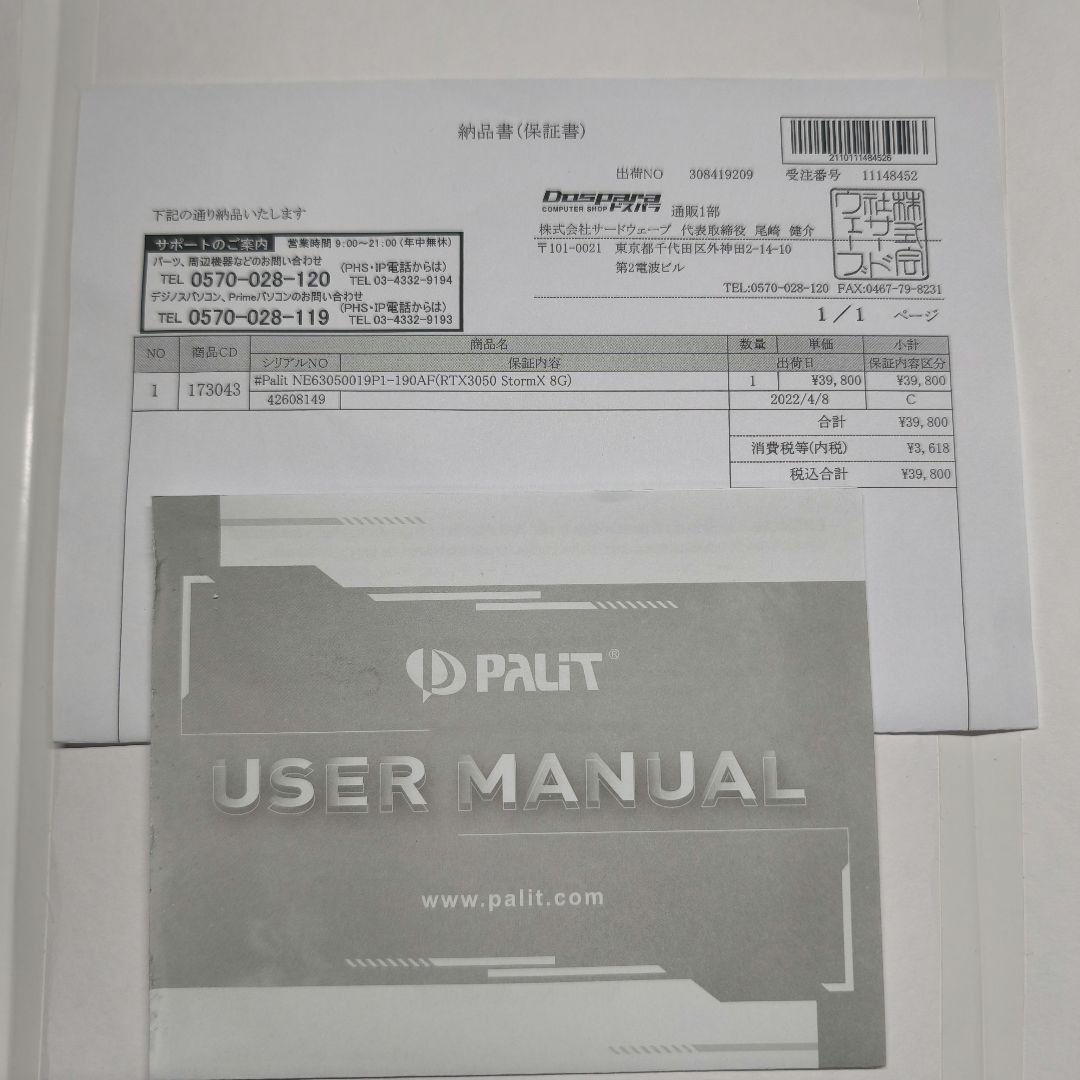 納品書(保証書)
2110111484526
出荷NO 308419209 受注番号 11148452
下記の通り納品いたします
Dospara
COMPUTER SHOP ドスパラ 通販1部
株式会社サードウェーブ 代表取締役 尾崎 健介
〒101-0021 東京都千代田区外神田2-14-10
第2電波ビル
TEL:0570-028-120 FAX:0467-79-8231
株式会社サードウェーブ
サポートのご案内 営業時間 9:00~21:00(年中無休)
パーツ、周辺機器などのお問い合わせ
TEL 0570-028-120 (PHS・IP電話からは) TEL 03-4332-9194
デジノスパソコン、Primeパソコンのお問い合わせ
TEL 0570-028-119 (PHS・IP電話からは) TEL 03-4332-9193
1/1 ページ
NO 商品CD 商品名 数量 単価 小計
シリアルNO 保証内容 出荷日 保証内容区分
1 173043 #Palit NE63050019P1-190AF(RTX3050 StormX 8G) 1 ¥39,800 ¥39,800
42608149 2022/4/8 C
合計 ¥39,800
消費税等(内税) ¥3,618
税込合計 ¥39,800
PALiT®
USER MANUAL
www.palit.com